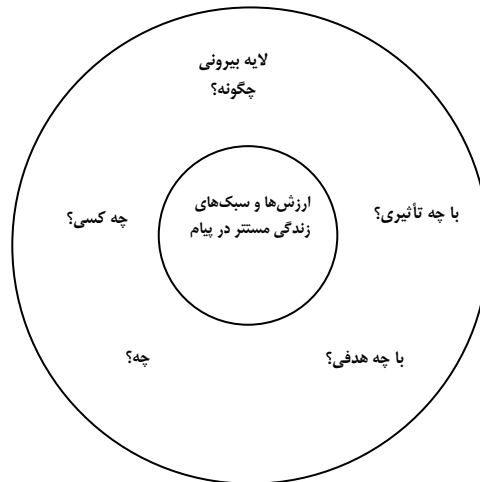 لایه بیرونی
چگونه؟
ارزش‌ها و سبک‌های
زندگی مستتر در پیام
با چه تأثیری؟
چه کسی؟
با چه هدفی؟
چه؟